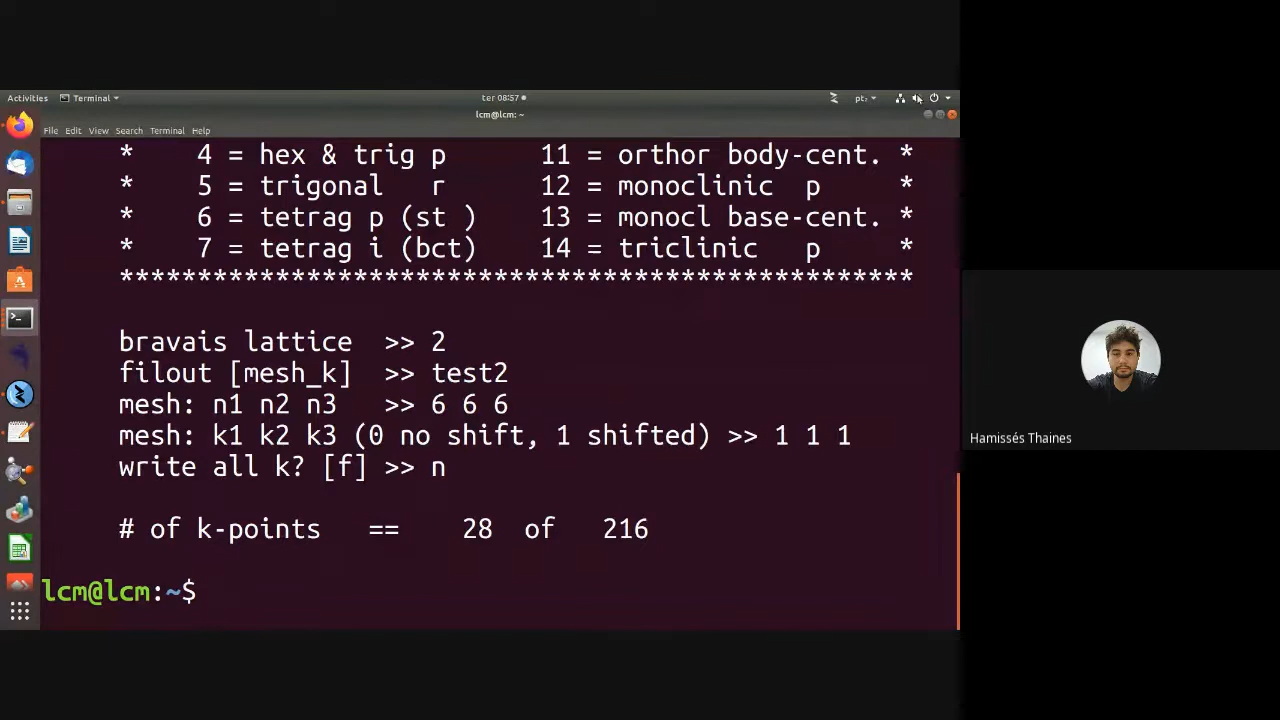 Activities Terminal ter 08:57 pt₂
lcm@lcm: ~
File Edit View Search Terminal Help
* 4 = hex & trig p 11 = orthor body-cent. *
* 5 = trigonal r 12 = monoclinic p *
* 6 = tetrag p (st ) 13 = monocl base-cent. *
* 7 = tetrag i (bct) 14 = triclinic p *
***************************************************
bravais lattice >> 2
filout [mesh_k] >> test2
mesh: n1 n2 n3 >> 6 6 6
mesh: k1 k2 k3 (0 no shift, 1 shifted) >> 1 1 1
write all k? [f] >> n
# of k-points == 28 of 216
lcm@lcm:~$
Hamissés Thaines